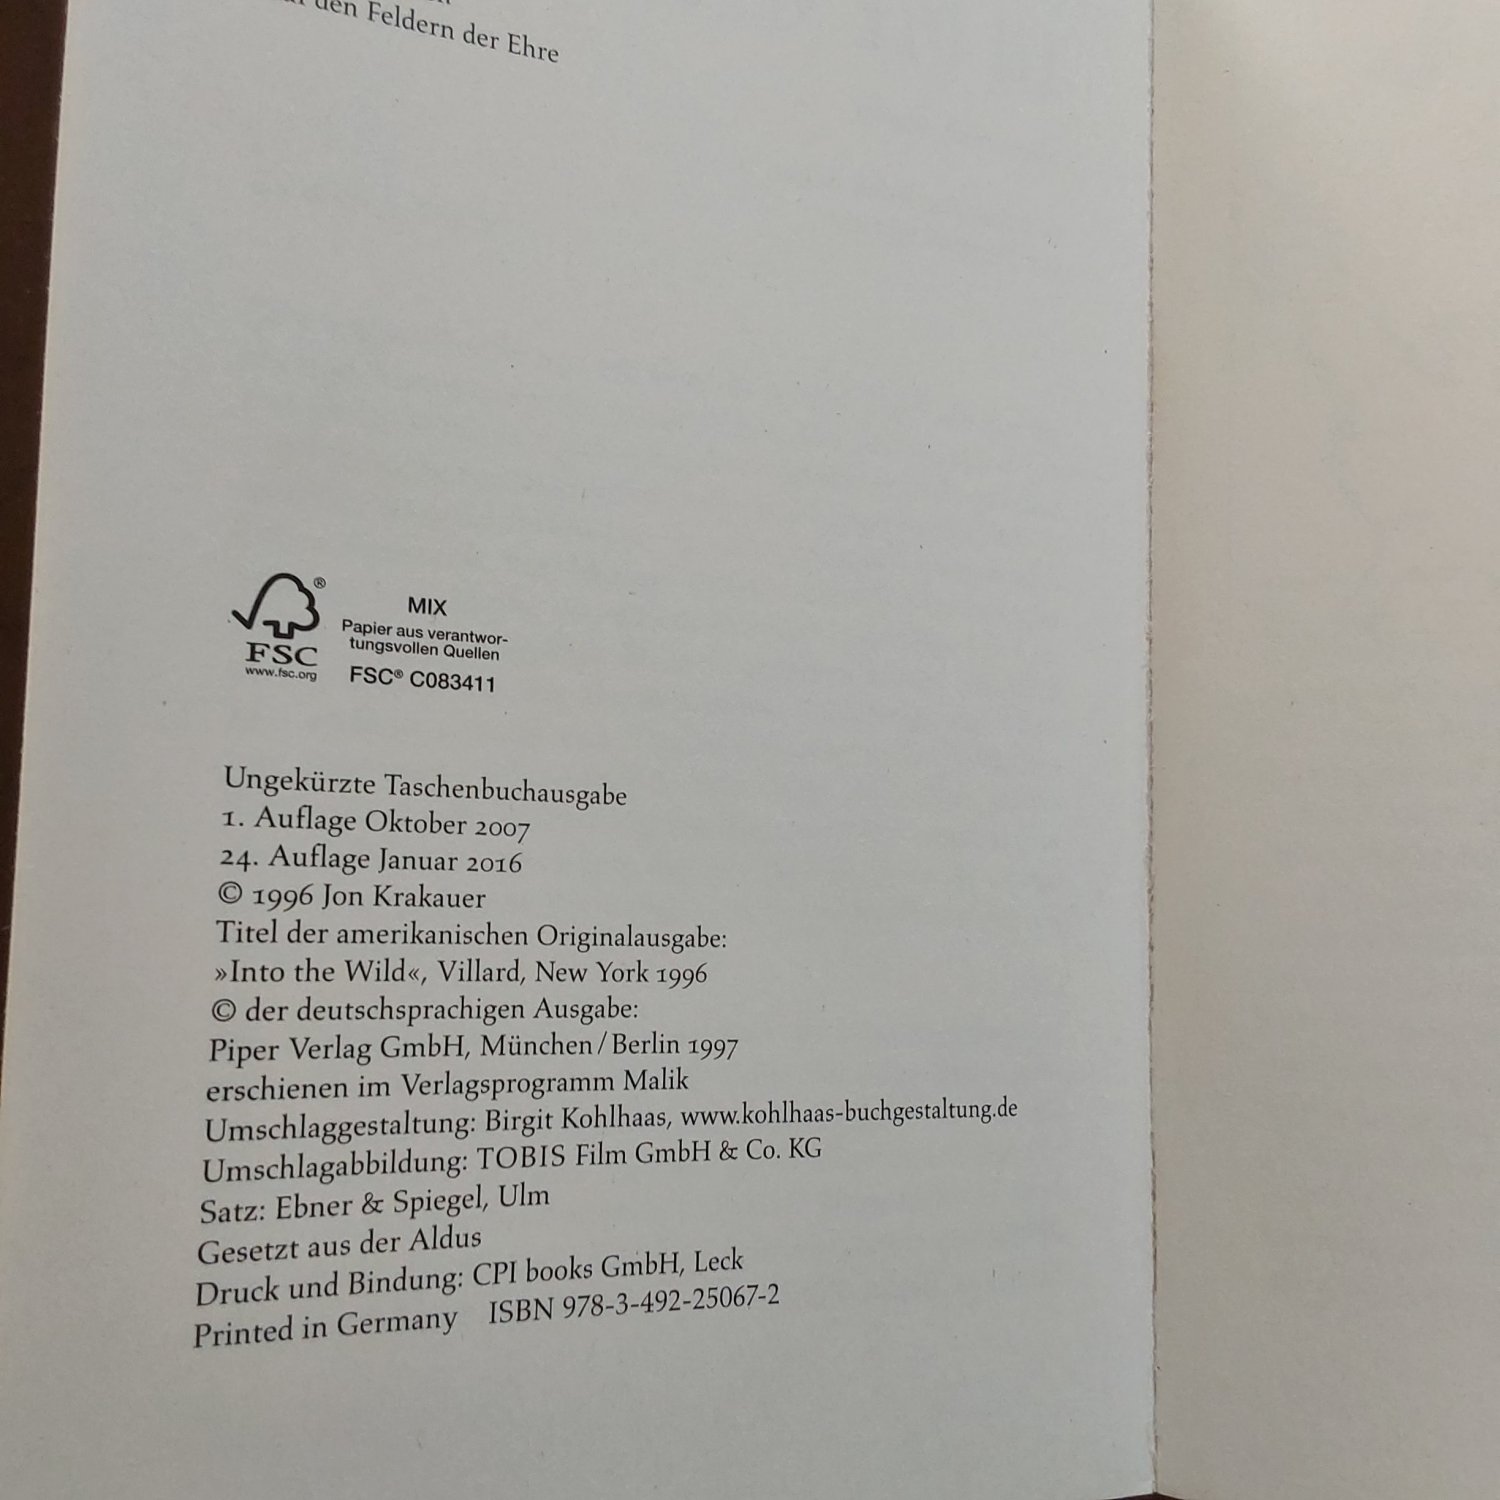 den Feldern der Ehre
®
FSC
www.fsc.org
MIX
Papier aus verantwor-
tungsvollen Quellen
FSC® C083411
Ungekürzte Taschenbuchausgabe
1. Auflage Oktober 2007
24. Auflage Januar 2016
© 1996 Jon Krakauer
Titel der amerikanischen Originalausgabe:
»Into the Wild«, Villard, New York 1996
© der deutschsprachigen Ausgabe:
Piper Verlag GmbH, München/Berlin 1997
erschienen im Verlagsprogramm Malik
Umschlaggestaltung: Birgit Kohlhaas, www.kohlhaas-buchgestaltung.de
Umschlagabbildung: TOBIS Film GmbH & Co. KG
Satz: Ebner & Spiegel, Ulm
Gesetzt aus der Aldus
Druck und Bindung: CPI books GmbH, Leck
Printed in Germany ISBN 978-3-492-25067-2